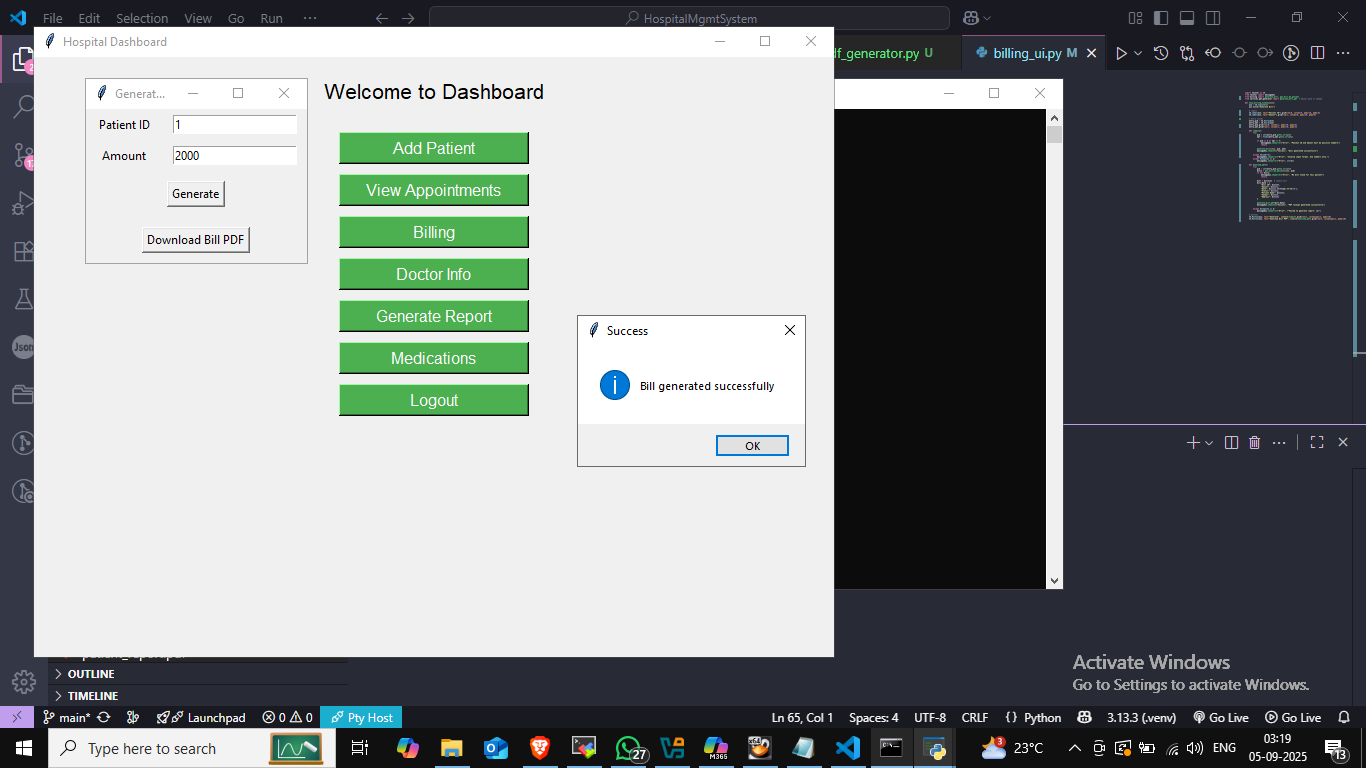 File Edit Selection View Go Run ··· HospitalMgmtSystem
Hospital Dashboard
df_generator.py U billing_ui.py M
Generat...
Patient ID 1
Amount 2000
Generate
Download Bill PDF
Welcome to Dashboard
Add Patient
View Appointments
Billing
Doctor Info
Generate Report
Medications
Logout
Success
Bill generated successfully
OK
Json
OUTLINE
TIMELINE
Activate Windows
Go to Settings to activate Windows.
main* Launchpad 0 0 Pty Host Ln 65, Col 1 Spaces: 4 UTF-8 CRLF {} Python 3.13.3 (.venv) Go Live Go Live
Type here to search 27 M365 3 23°C ENG 03:19 13
05-09-2025